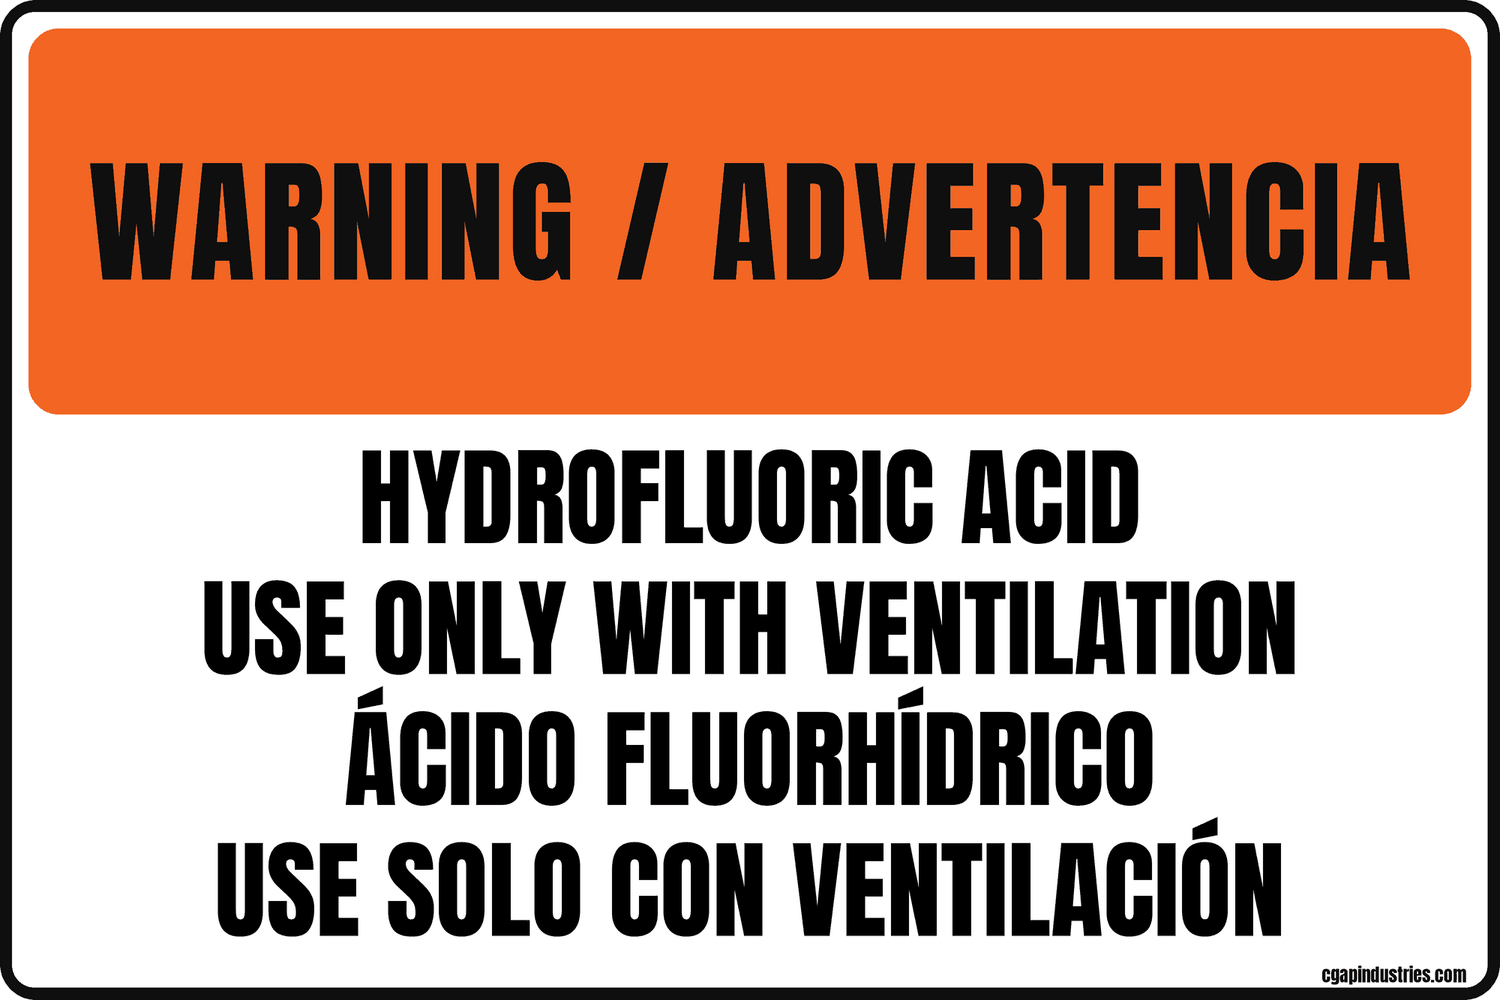 WARNING / ADVERTENCIA
HYDROFLUORIC ACID
USE ONLY WITH VENTILATION
ÁCIDO FLUORHÍDRICO
USE SOLO CON VENTILACIÓN
cgapindustries.com